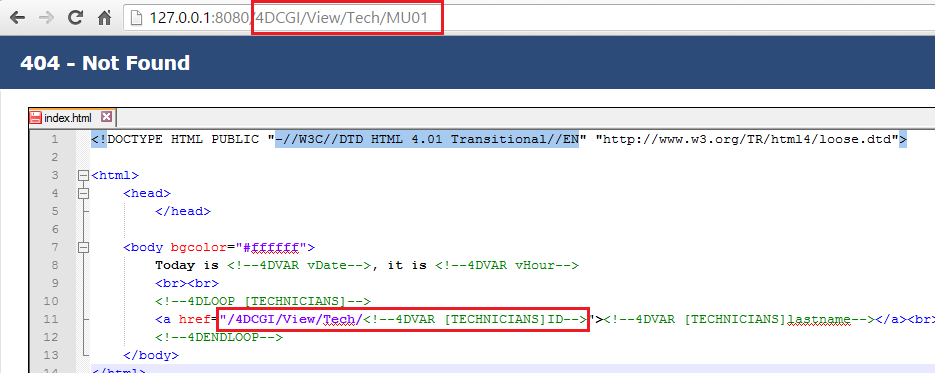 127.0.0.1:8080/4DCGI/View/Tech/MU01
404 - Not Found
index.html
1 <!DOCTYPE HTML PUBLIC "-//W3C//DTD HTML 4.01 Transitional//EN" "http://www.w3.org/TR/html4/loose.dtd">
2
3 <html>
4 <head>
5 </head>
6
7 <body bgcolor="#ffffff">
8 Today is <!--4DVAR vDate-->, it is <!--4DVAR vHour-->
9 <br><br>
10 <!--4DLOOP [TECHNICIANS]-->
11 <a href="/4DCGI/View/Tech/<!--4DVAR [TECHNICIANS]ID-->"><!--4DVAR [TECHNICIANS]lastname--></a><br>
12 <!--4DENDLOOP-->
13 </body>
14 </html>